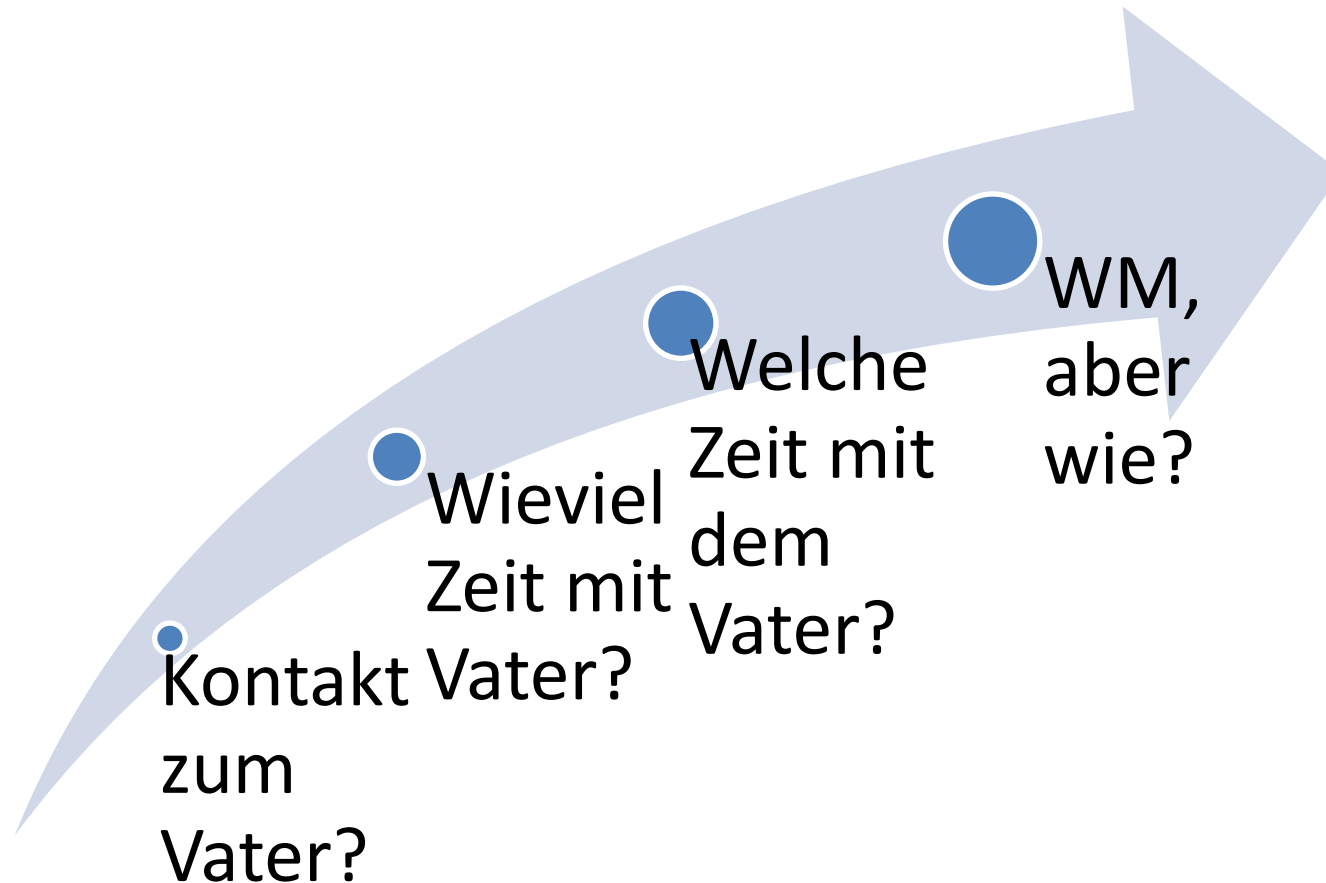 Kontakt
zum
Vater?
Wieviel
Zeit mit
Vater?
Welche
Zeit mit
dem
Vater?
WM,
aber
wie?